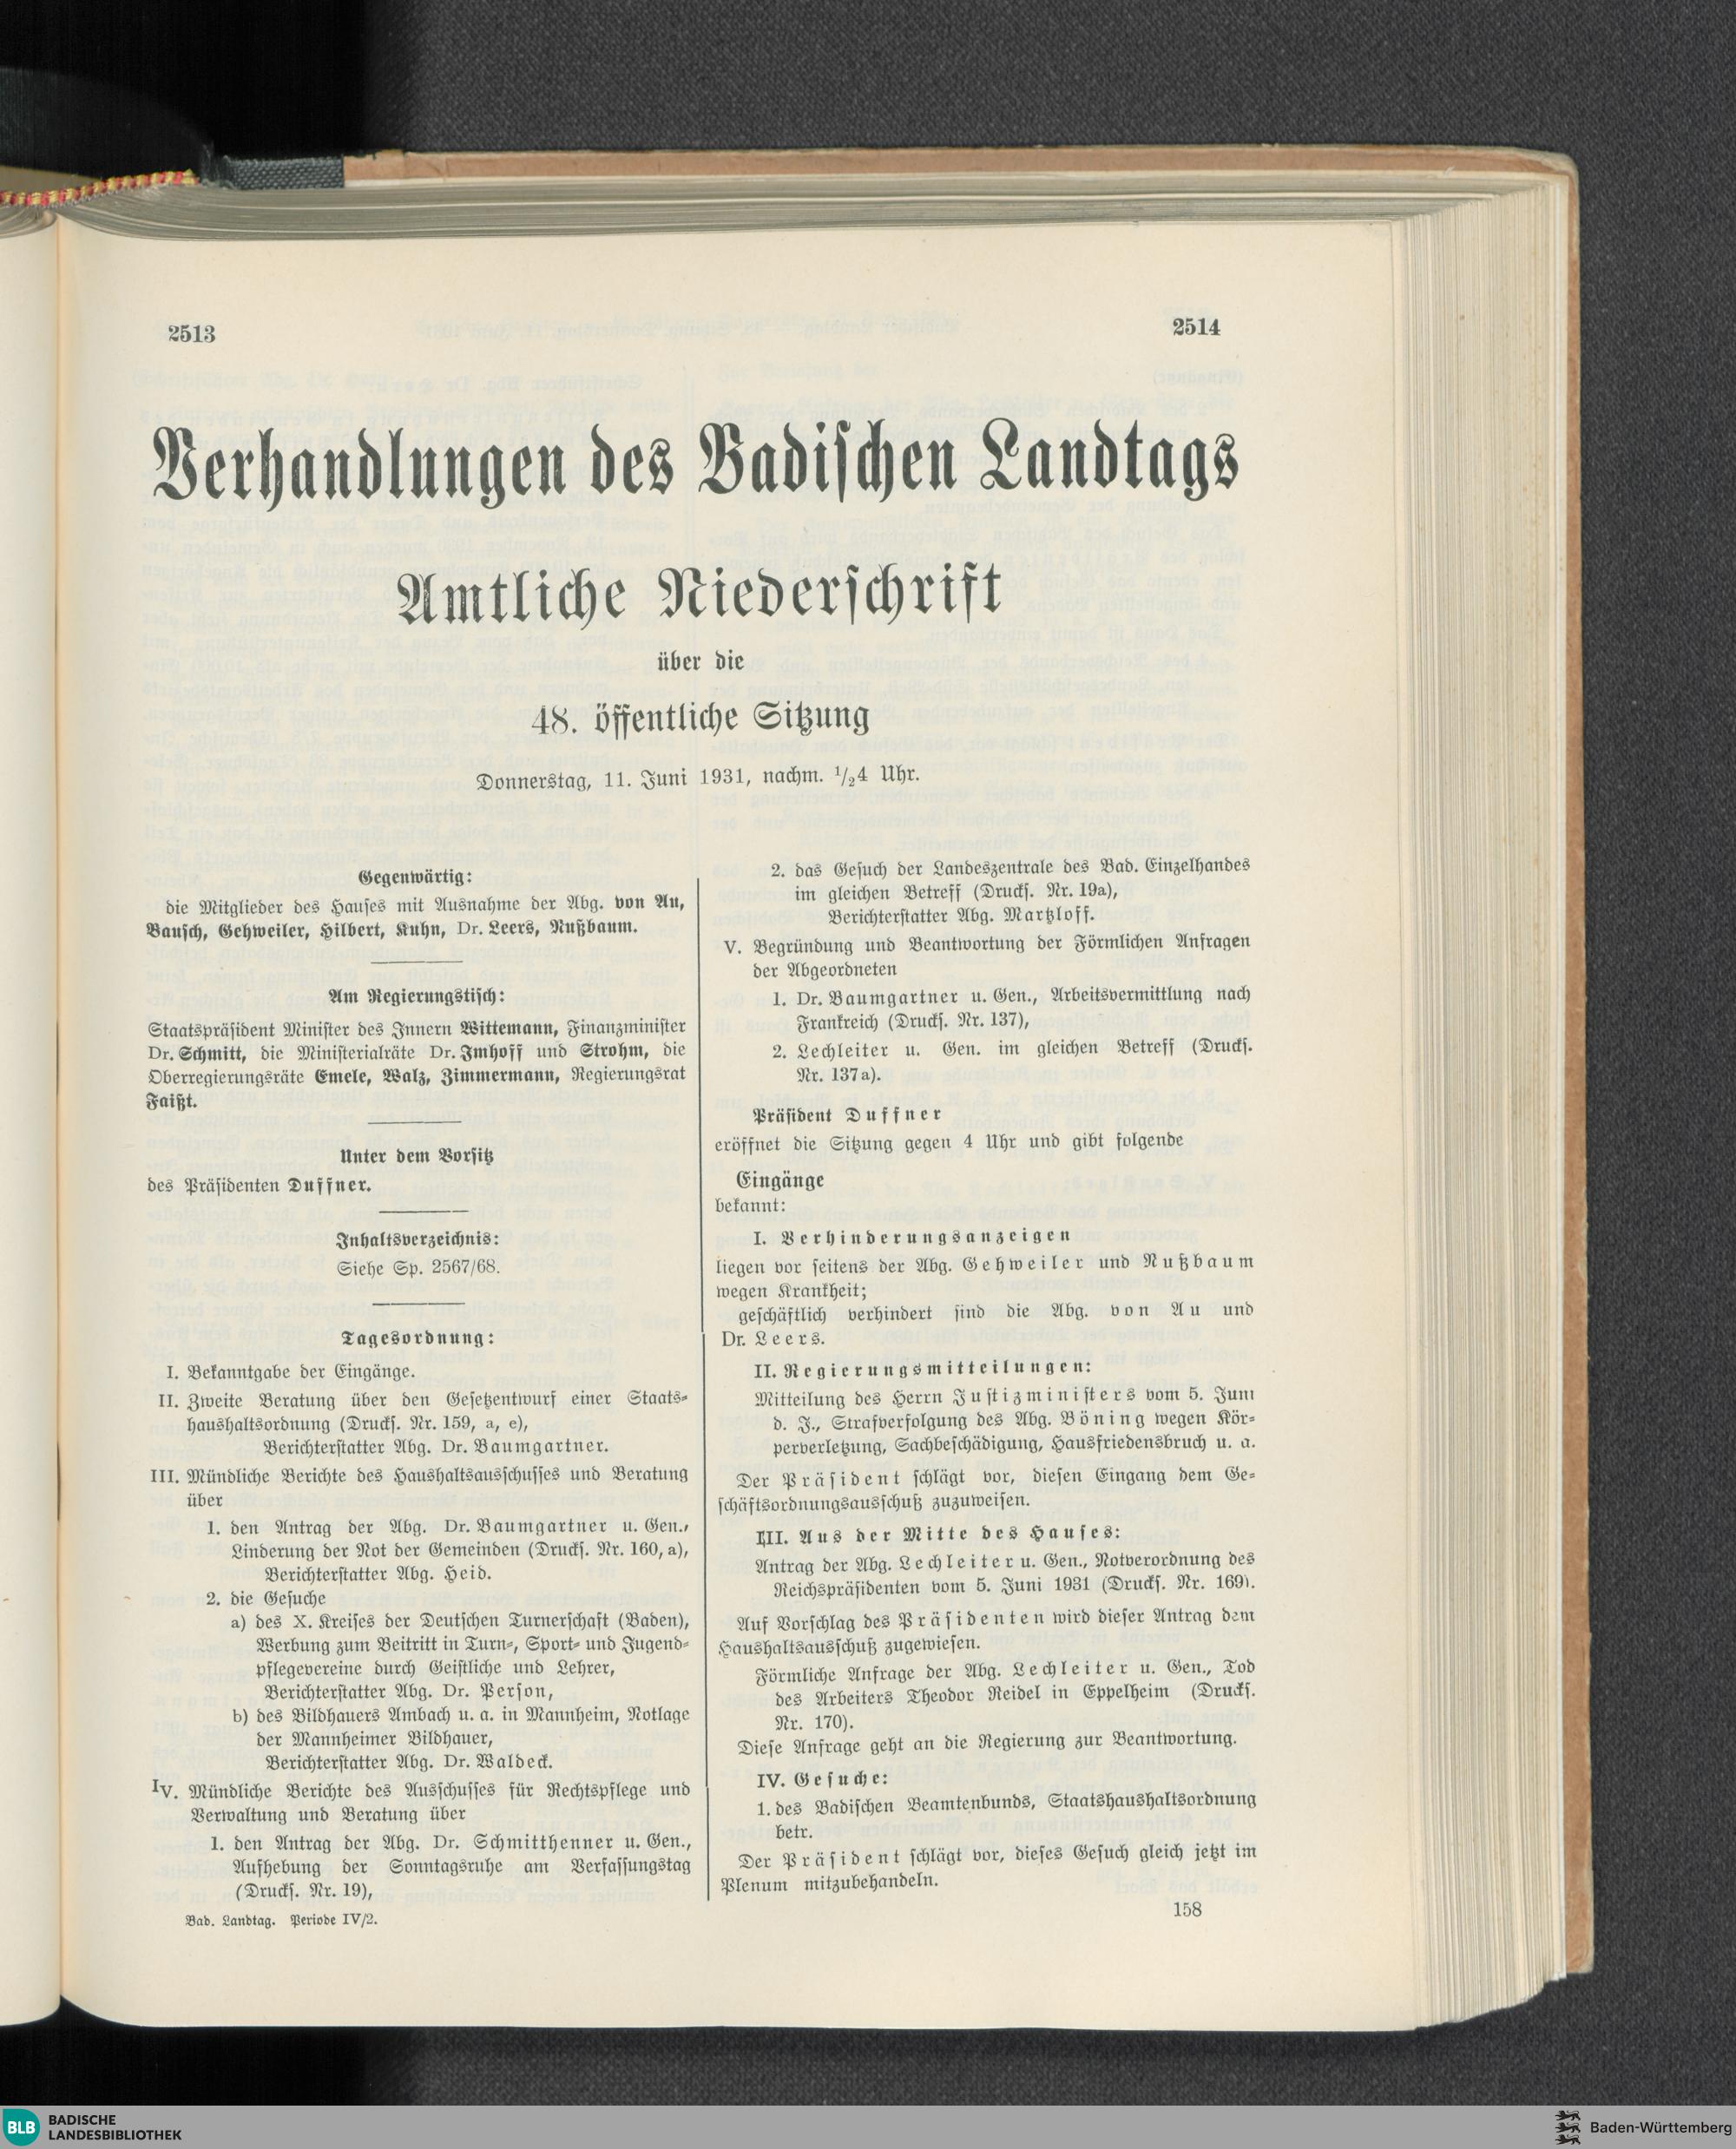 2513
2514
Verhandlungen des Badischen Landtags
Amtliche Niederschrift
über die
48. öffentliche Sitzung
Donnerstag, 11. Juni 1931, nachm. 1/24 Uhr.
Gegenwärtig:
die Mitglieder des Hauses mit Ausnahme der Abg. von Au,
Bausch, Gehweiler, Hilbert, Kuhn, Dr. Leers, Nußbaum.
Am Regierungstisch:
Staatspräsident Minister des Innern Wittemann, Finanzminister
Dr. Schmitt, die Ministerialräte Dr. Imhoff und Strohm, die
Oberregierungsräte Emele, Walz, Zimmermann, Regierungsrat
Faißt.
Unter dem Vorsitz
des Präsidenten Duffner.
Inhaltsverzeichnis:
Siehe Sp. 2567/68.
Tagesordnung:
I. Bekanntgabe der Eingänge.
II. Zweite Beratung über den Gesetzentwurf einer Staats-
haushaltsordnung (Drucks. Nr. 159, a, e),
Berichterstatter Abg. Dr. Baumgartner.
III. Mündliche Berichte des Haushaltsausschusses und Beratung
über
1. den Antrag der Abg. Dr. Baumgartner u. Gen.,
Linderung der Not der Gemeinden (Drucks. Nr. 160, a),
Berichterstatter Abg. Heid.
2. die Gesuche
a) des X. Kreises der Deutschen Turnerschaft (Baden),
Werbung zum Beitritt in Turn-, Sport- und Jugend-
pflegevereine durch Geistliche und Lehrer,
Berichterstatter Abg. Dr. Person,
b) des Bildhauers Ambach u. a. in Mannheim, Notlage
der Mannheimer Bildhauer,
Berichterstatter Abg. Dr. Waldeck.
IV. Mündliche Berichte des Ausschusses für Rechtspflege und
Verwaltung und Beratung über
1. den Antrag der Abg. Dr. Schmitthenner u. Gen.,
Aufhebung der Sonntagsruhe am Verfassungstag
(Drucks. Nr. 19),
Bad. Landtag. Periode IV/2.
2. das Gesuch der Landeszentrale des Bad. Einzelhandes
im gleichen Betreff (Drucks. Nr. 19a),
Berichterstatter Abg. Martzloff.
V. Begründung und Beantwortung der Förmlichen Anfragen
der Abgeordneten
1. Dr. Baumgartner u. Gen., Arbeitsvermittlung nach
Frankreich (Drucks. Nr. 137),
2. Lechleiter u. Gen. im gleichen Betreff (Drucks.
Nr. 137a).
Präsident Duffner
eröffnet die Sitzung gegen 4 Uhr und gibt folgende
Eingänge
bekannt:
I. Verhinderungsanzeigen
liegen vor seitens der Abg. Gehweiler und Nußbaum
wegen Krankheit;
geschäftlich verhindert sind die Abg. von Au und
Dr. Leers.
II. Regierungsmitteilungen:
Mitteilung des Herrn Justizministers vom 5. Juni
d. J., Strafverfolgung des Abg. Böning wegen Kör-
perverletzung, Sachbeschädigung, Hausfriedensbruch u. a.
Der Präsident schlägt vor, diesen Eingang dem Ge-
schäftsordnungsausschuß zuzuweisen.
III. Aus der Mitte des Hauses:
Antrag der Abg. Lechleiter u. Gen., Notverordnung des
Reichspräsidenten vom 5. Juni 1931 (Drucks. Nr. 169).
Auf Vorschlag des Präsidenten wird dieser Antrag dem
Haushaltsausschuß zugewiesen.
Förmliche Anfrage der Abg. Lechleiter u. Gen., Tod
des Arbeiters Theodor Reidel in Eppelheim (Drucks.
Nr. 170).
Diese Anfrage geht an die Regierung zur Beantwortung.
IV. Gesuche:
1. des Badischen Beamtenbunds, Staatshaushaltsordnung
betr.
Der Präsident schlägt vor, dieses Gesuch gleich jetzt im
Plenum mitzubehandeln.
158
BLB BADISCHE
LANDESBIBLIOTHEK
Baden-Württemberg